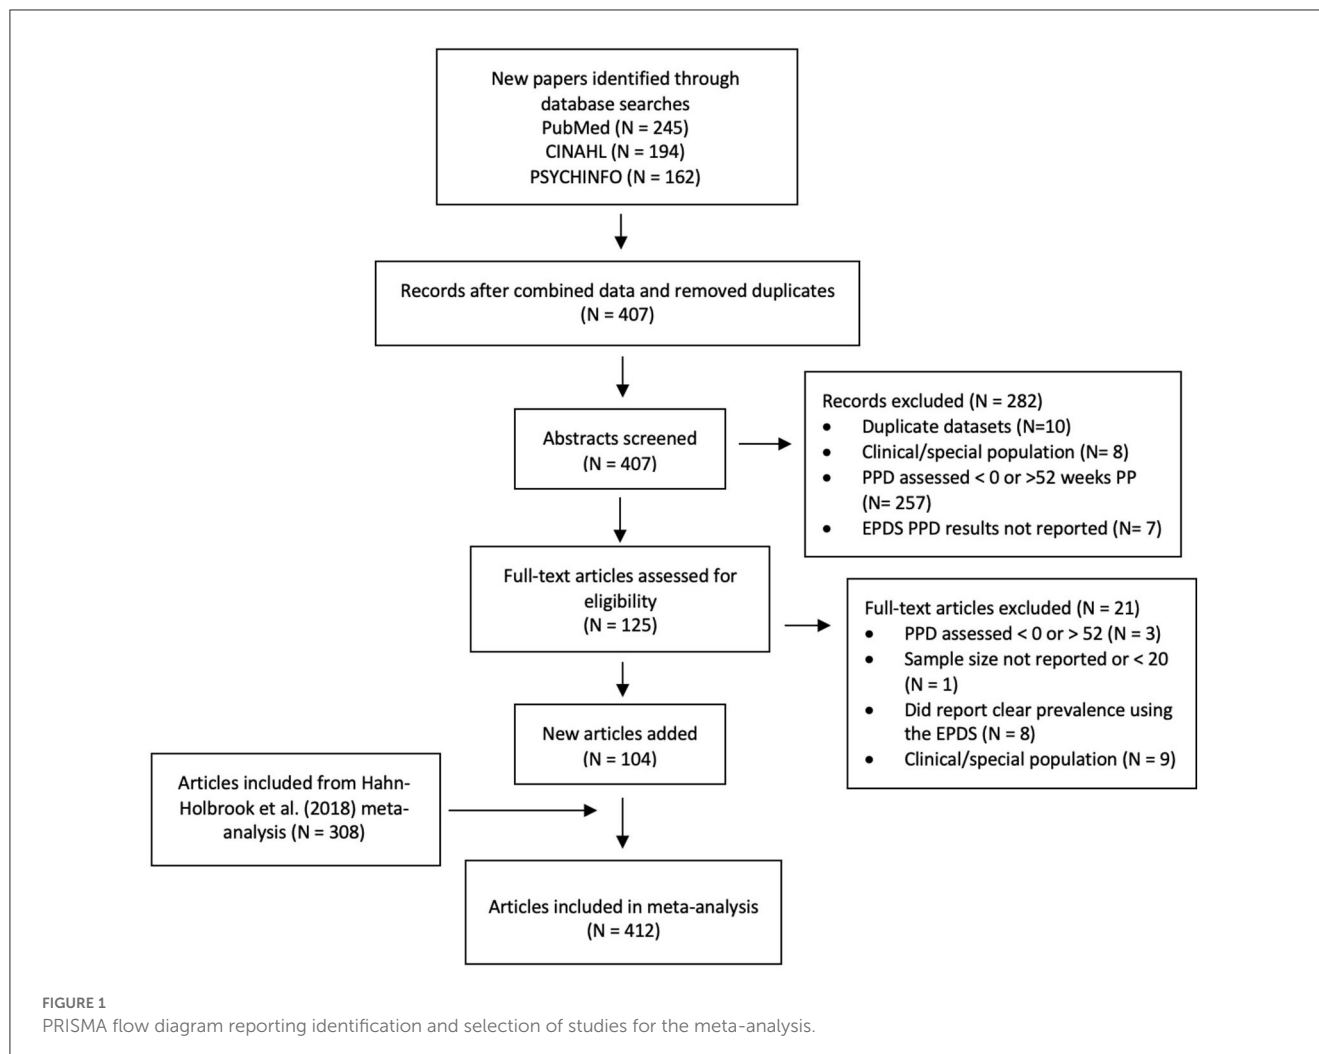 New papers identified through
database searches
PubMed (N = 245)
CINAHL (N = 194)
PSYCHINFO (N = 162)
Records after combined data and removed duplicates
(N = 407)
Abstracts screened
(N = 407)
Records excluded (N = 282)
• Duplicate datasets (N=10)
• Clinical/special population (N= 8)
• PPD assessed < 0 or >52 weeks PP
(N= 257)
• EPDS PPD results not reported (N= 7)
Full-text articles assessed for
eligibility
(N = 125)
Full-text articles excluded (N = 21)
• PPD assessed < 0 or > 52 (N = 3)
• Sample size not reported or < 20
(N = 1)
• Did report clear prevalence using
the EPDS (N = 8)
• Clinical/special population (N = 9)
New articles added
(N = 104)
Articles included from Hahn-
Holbrook et al. (2018) meta-
analysis (N = 308)
Articles included in meta-analysis
(N = 412)
FIGURE 1
PRISMA flow diagram reporting identification and selection of studies for the meta-analysis.